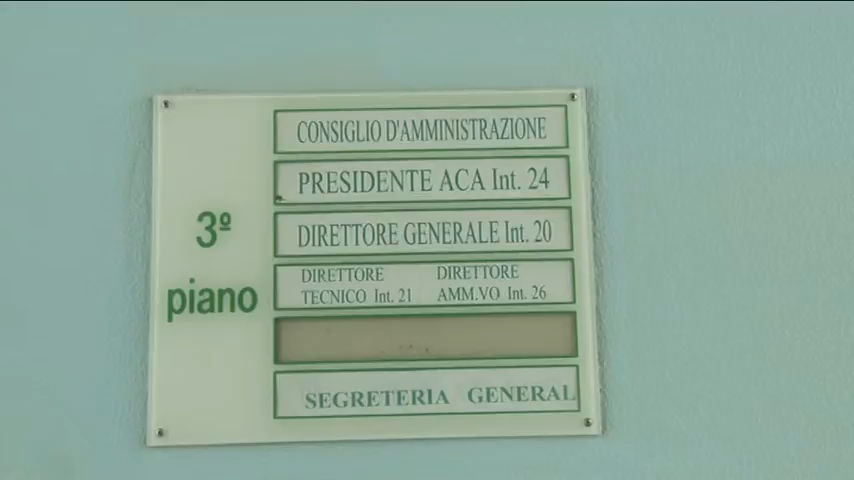 3º
piano
CONSIGLIO D'AMMINISTRAZIONE
PRESIDENTE ACA Int. 24
DIRETTORE GENERALE Int. 20
DIRETTORE
TECNICO Int. 21
DIRETTORE
AMM.VO Int. 26
SEGRETERIA GENERAL